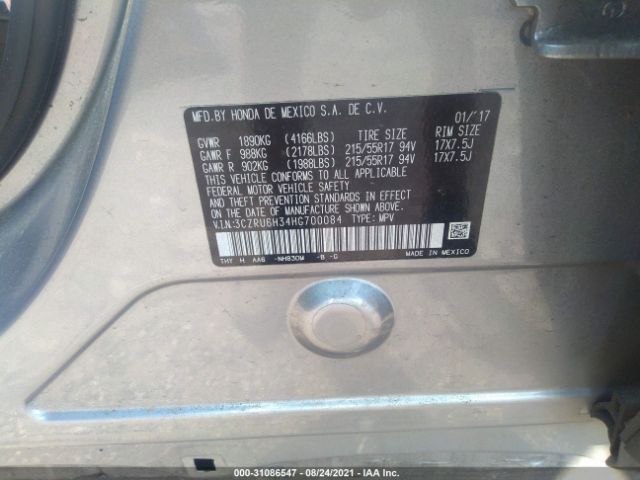 MFD.BY HONDA DE MEXICO S.A. DE C.V. 01/'17
GVWR 1890KG (4166LBS) TIRE SIZE RIM SIZE
GAWR F 988KG (2178LBS) 215/55R17 94V 17X7.5J
GAWR R 902KG (1988LBS) 215/55R17 94V 17X7.5J
THIS VEHICLE CONFORMS TO ALL APPLICABLE
FEDERAL MOTOR VEHICLE SAFETY
AND THEFT PREVENTION STANDARDS IN EFFECT
ON THE DATE OF MANUFACTURE SHOWN ABOVE.
V.I.N:3CZRU6H34HG700084 TYPE: MPV
THY H AA6 -NH830M -B -G MADE IN MEXICO
000-31086547 • 08/24/2021 • IAA Inc.